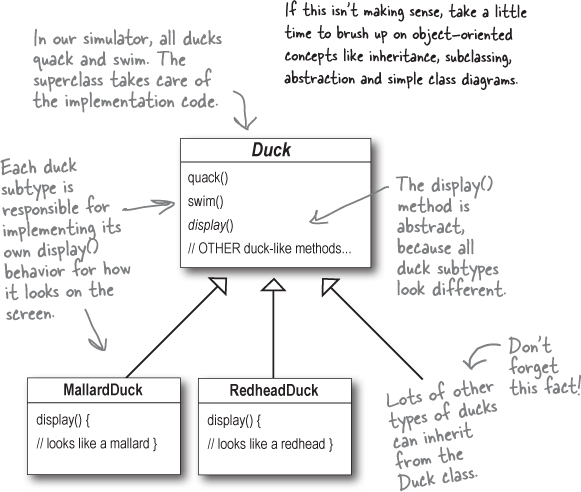 If this isn't making sense, take a little
time to brush up on object-oriented
concepts like inheritance, subclassing,
abstraction and simple class diagrams.
In our simulator, all ducks
quack and swim. The
superclass takes care of
the implementation code.
Duck
quack()
swim()
display()
// OTHER duck-like methods...
Each duck
subtype is
responsible for
implementing its
own display()
behavior for how
it looks on the
screen.
The display()
method is
abstract,
because all
duck subtypes
look different.
MallardDuck
display() {
// looks like a mallard }
RedheadDuck
display() {
// looks like a redhead }
Lots of other
types of ducks
can inherit
from the
Duck class.
Don't
forget
this fact!